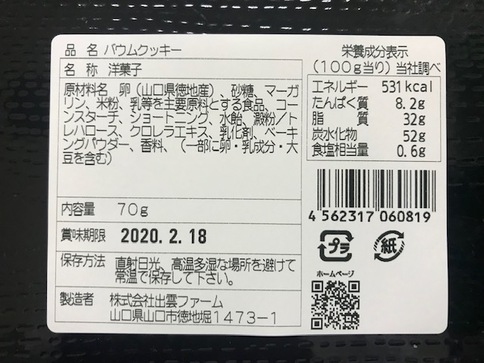 品 名 バウムクッキー
名 称 洋菓子
原材料名 卵（山口県徳地産）、砂糖、マーガ
リン、米粉、乳等を主要原料とする食品、コー
ンスターチ、ショートニング、水飴、澱粉／ト
レハロース、クロレラエキス、乳化剤、ベーキ
ングパウダー、香料、（一部に卵・乳成分・大
豆を含む）
内容量 70g
賞味期限 2020. 2. 18
保存方法 直射日光、高温多湿な場所を避けて
常温で保存して下さい。
製造者 株式会社出雲ファーム
山口県山口市徳地堀1473-1
栄養成分表示
(100g当り) 当社調べ
エネルギー 531kcal
たんぱく質 8.2g
脂質 32g
炭水化物 52g
食塩相当量 0.6g
4 562317 060819
プラ
紙
ホームページ